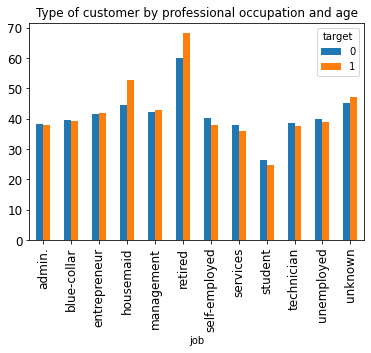 Type of customer by professional occupation and age
target
0
1
70
60
50
40
30
20
10
0
admin.
blue-collar
entrepreneur
housemaid
management
retired
self-employed
services
student
technician
unemployed
unknown
job